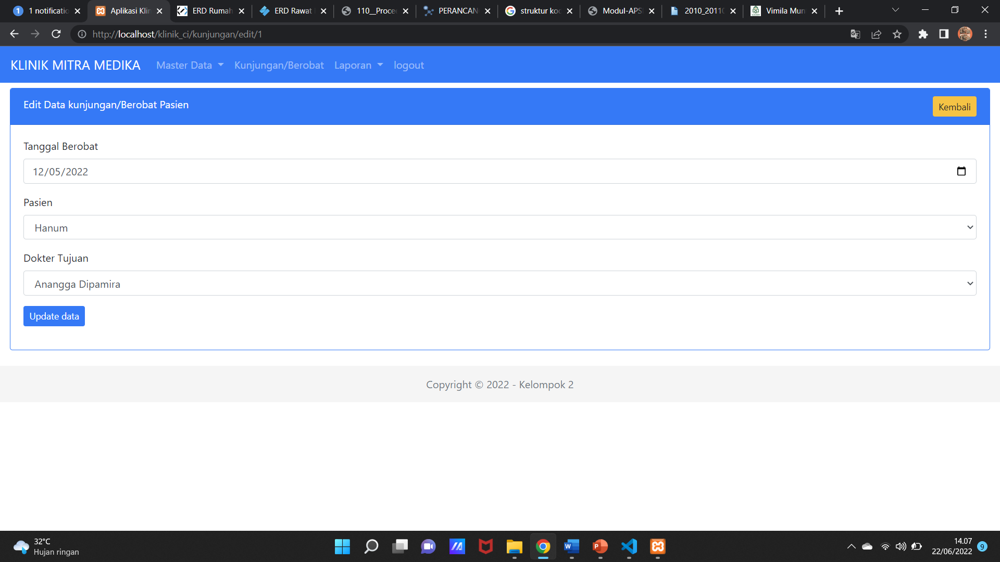 1 notificatio
Aplikasi Klin
ERD Rumah
ERD Rawat
110__Proce
PERANCAN
struktur koc
Modul-APS
2010_2011
Vimila Mun
http://localhost/klinik_ci/kunjungan/edit/1
KLINIK MITRA MEDIKA Master Data Kunjungan/Berobat Laporan logout
Edit Data kunjungan/Berobat Pasien
Kembali
Tanggal Berobat
12/05/2022
Pasien
Hanum
Dokter Tujuan
Anangga Dipamira
Update data
Copyright © 2022 - Kelompok 2
32°C
Hujan ringan
14.07
22/06/2022
9